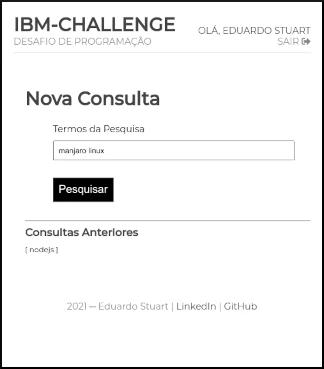 IBM-CHALLENGE
DESAFIO DE PROGRAMAÇÃO
OLÁ, EDUARDO STUART
SAIR
Nova Consulta
Termos da Pesquisa
manjaro linux
Pesquisar
Consultas Anteriores
[ nodejs ]
2021 — Eduardo Stuart | LinkedIn | GitHub